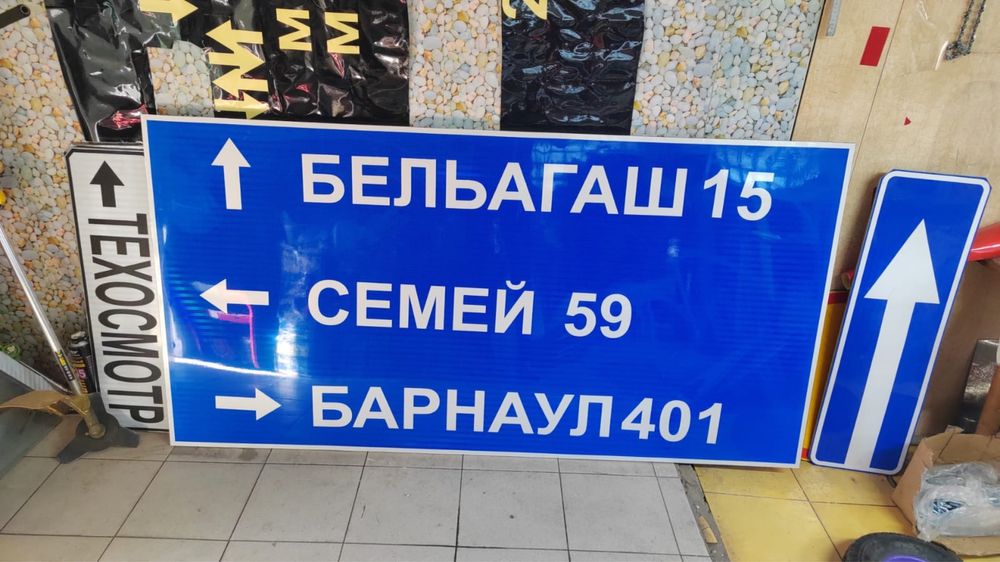 БЕЛЬАГАШ 15
СЕМЕЙ 59
БАРНАУЛ 401
ТЕХОСМОТР
М
М